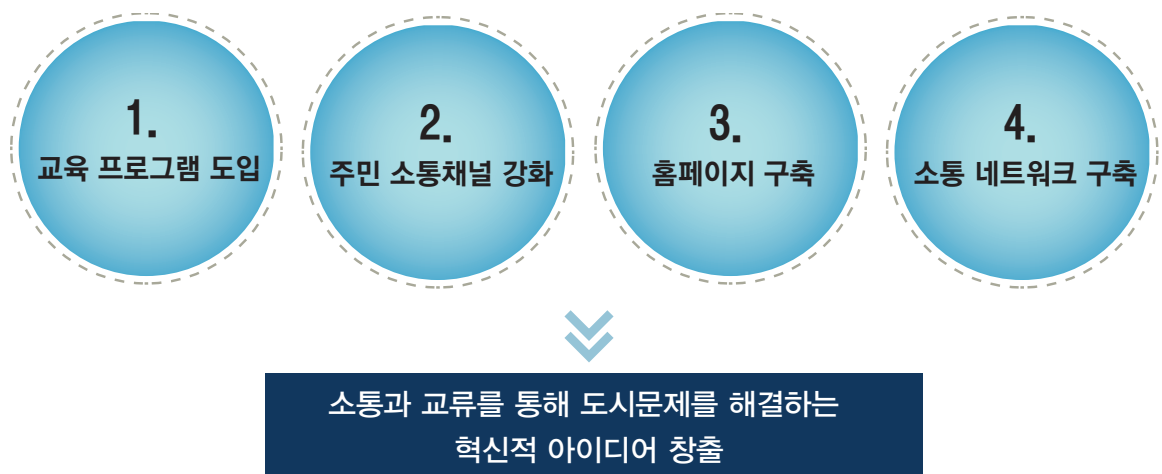 1.
교육 프로그램 도입
2.
주민 소통채널 강화
3.
홈페이지 구축
4.
소통 네트워크 구축
소통과 교류를 통해 도시문제를 해결하는
혁신적 아이디어 창출